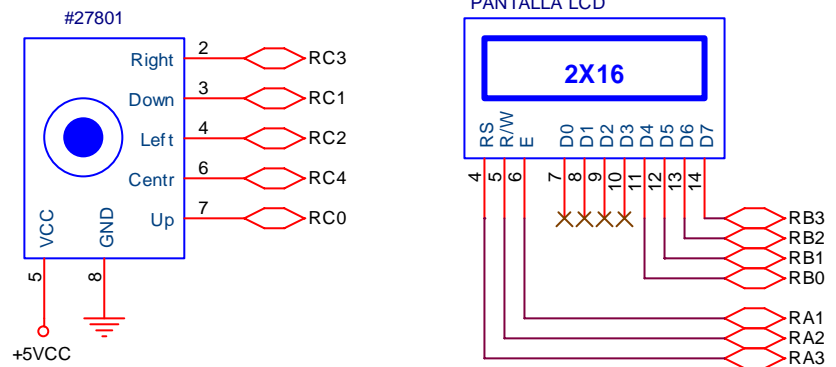 #27801
Right 2 RC3
Down 3 RC1
Left 4 RC2
Centr 6 RC4
Up 7 RC0
VCC GND
5 8
+5VCC
PANTALLA LCD
2X16
RS R/W E D0 D1 D2 D3 D4 D5 D6 D7
4 5 6 7 8 9 10 11 12 13 14
RB3
RB2
RB1
RB0
RA1
RA2
RA3